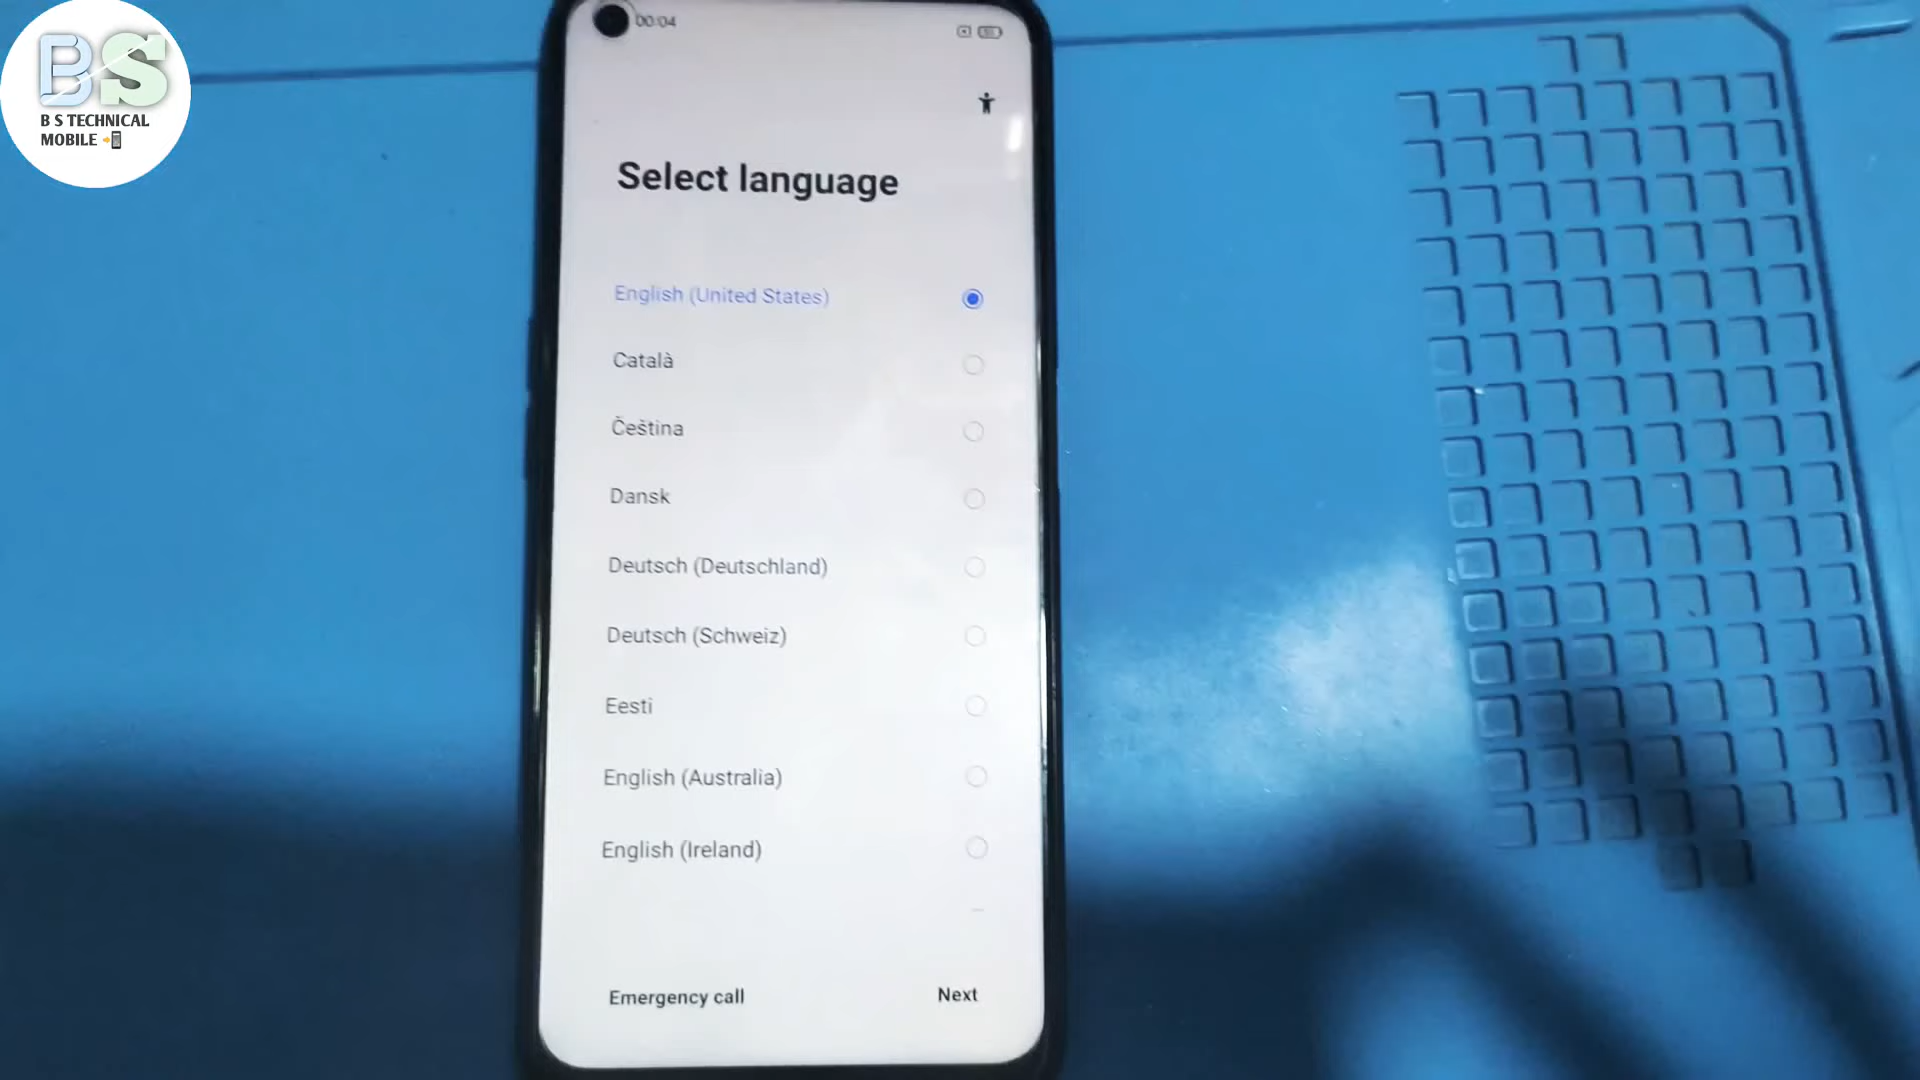 BS
B S TECHNICAL
MOBILE
00:04
Select language
English (United States)
Català
Čeština
Dansk
Deutsch (Deutschland)
Deutsch (Schweiz)
Eesti
English (Australia)
English (Ireland)
Emergency call
Next